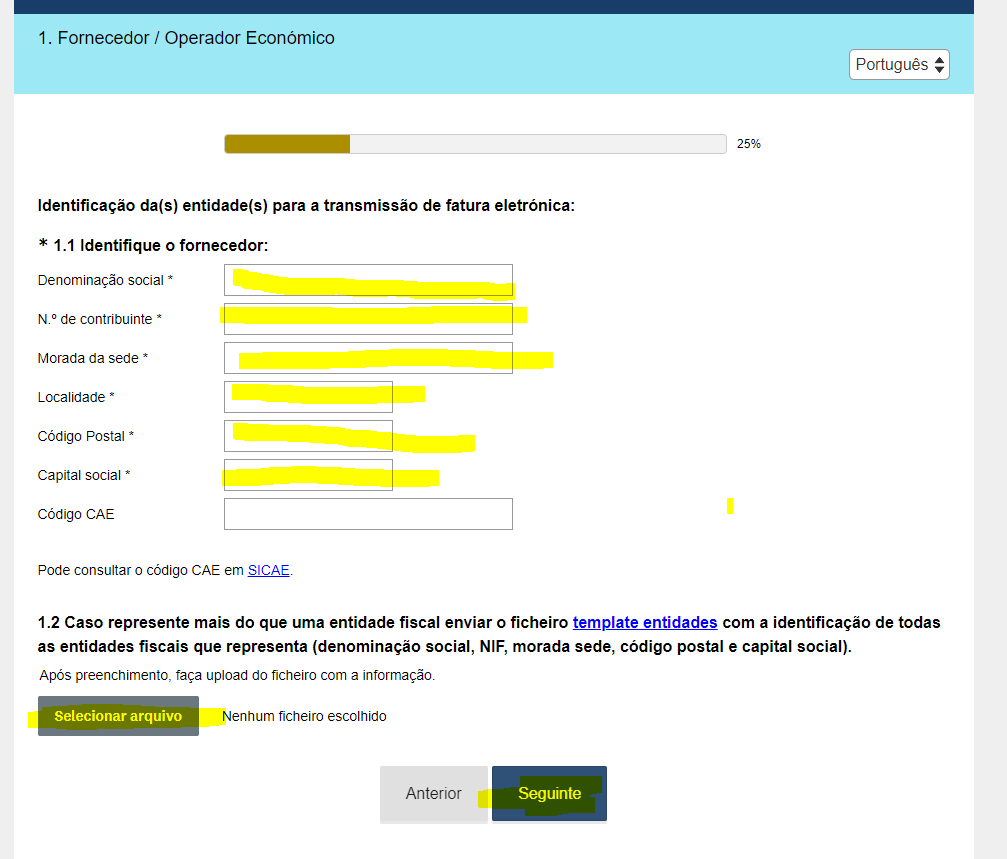 1. Fornecedor / Operador Económico
Português
25%
Identificação da(s) entidade(s) para a transmissão de fatura eletrónica:
* 1.1 Identifique o fornecedor:
Denominação social *
N.º de contribuinte *
Morada da sede *
Localidade *
Código Postal *
Capital social *
Código CAE
Pode consultar o código CAE em SICAE.
1.2 Caso represente mais do que uma entidade fiscal enviar o ficheiro template entidades com a identificação de todas
as entidades fiscais que representa (denominação social, NIF, morada sede, código postal e capital social).
Após preenchimento, faça upload do ficheiro com a informação.
Selecionar arquivo Nenhum ficheiro escolhido
Anterior Seguinte